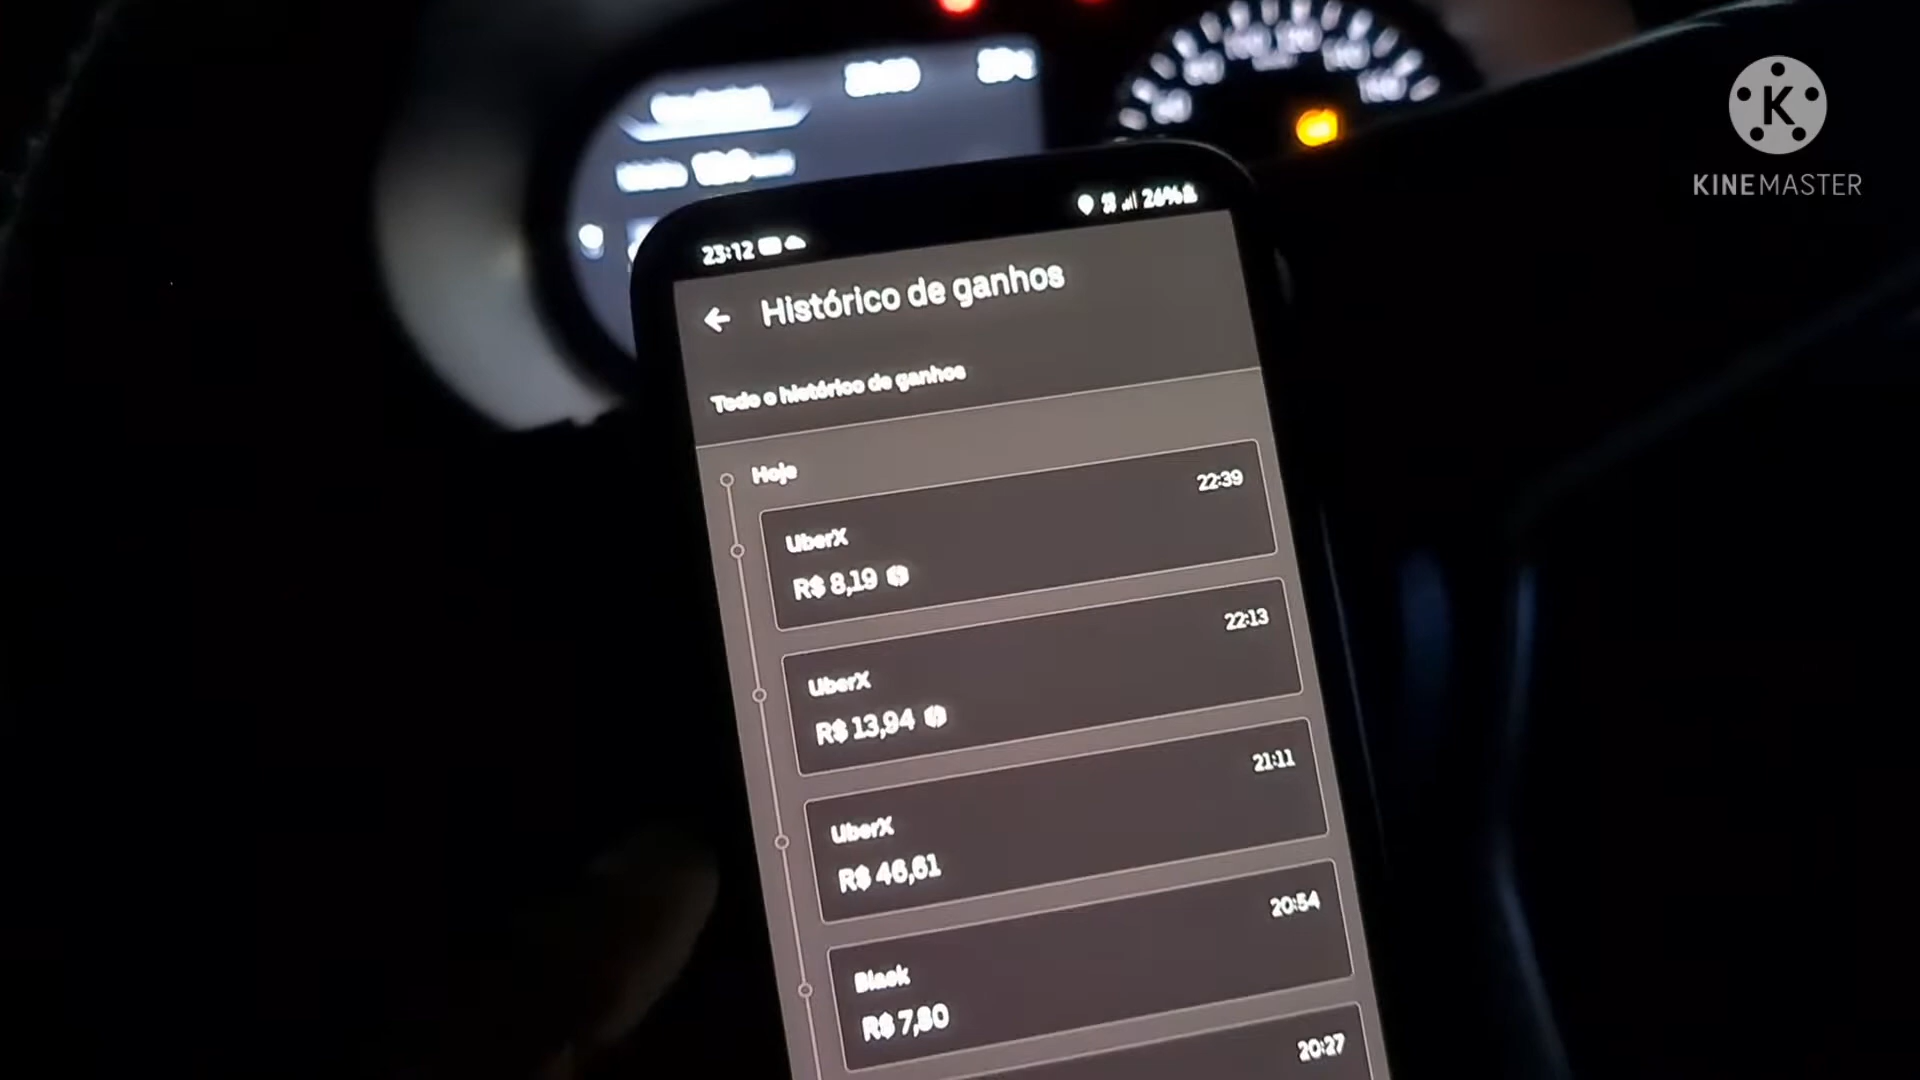 KINEMASTER
23:12
26%
Histórico de ganhos
Todo o histórico de ganhos
Hoje
22:39
UberX
R$ 8,19
22:13
UberX
R$ 13,94
21:11
UberX
R$ 46,61
20:54
Black
R$ 7,80
20:27